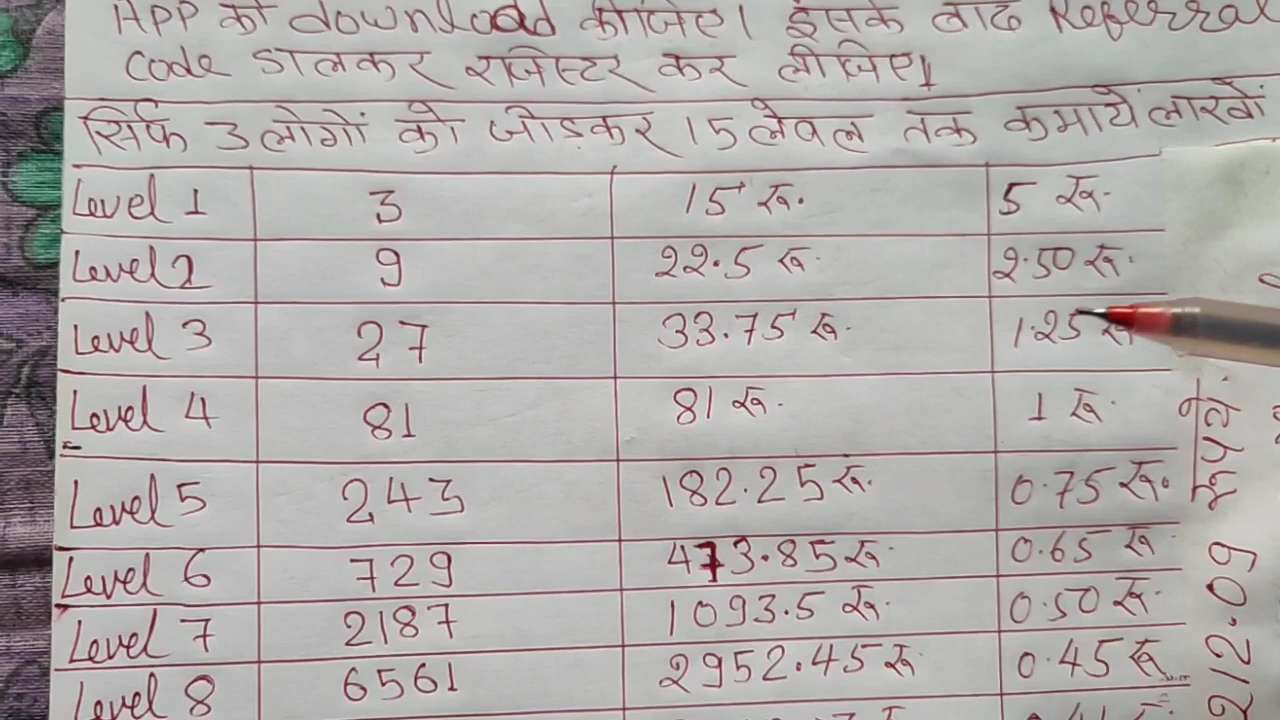 APP को download कीजिए। इसके बाद Referral
Code डालकर रजिस्टर कर लीजिए।
सिर्फ 3 लोगों को जोड़कर 15 लेवल तक कमायें लाखों
Level 1 3 15 रू. 5 रू.
Level 2 9 22.5 रू. 2.50 रू.
Level 3 27 33.75 रू. 1.25 रू
Level 4 81 81 रू. 1 रू.
Level 5 243 182.25 रू. 0.75 रू.
Level 6 729 473.85 रू. 0.65 रू
Level 7 2187 1093.5 रू. 0.50 रू.
Level 8 6561 2952.45 रू. 0.45 रू
212.09 रूपये.